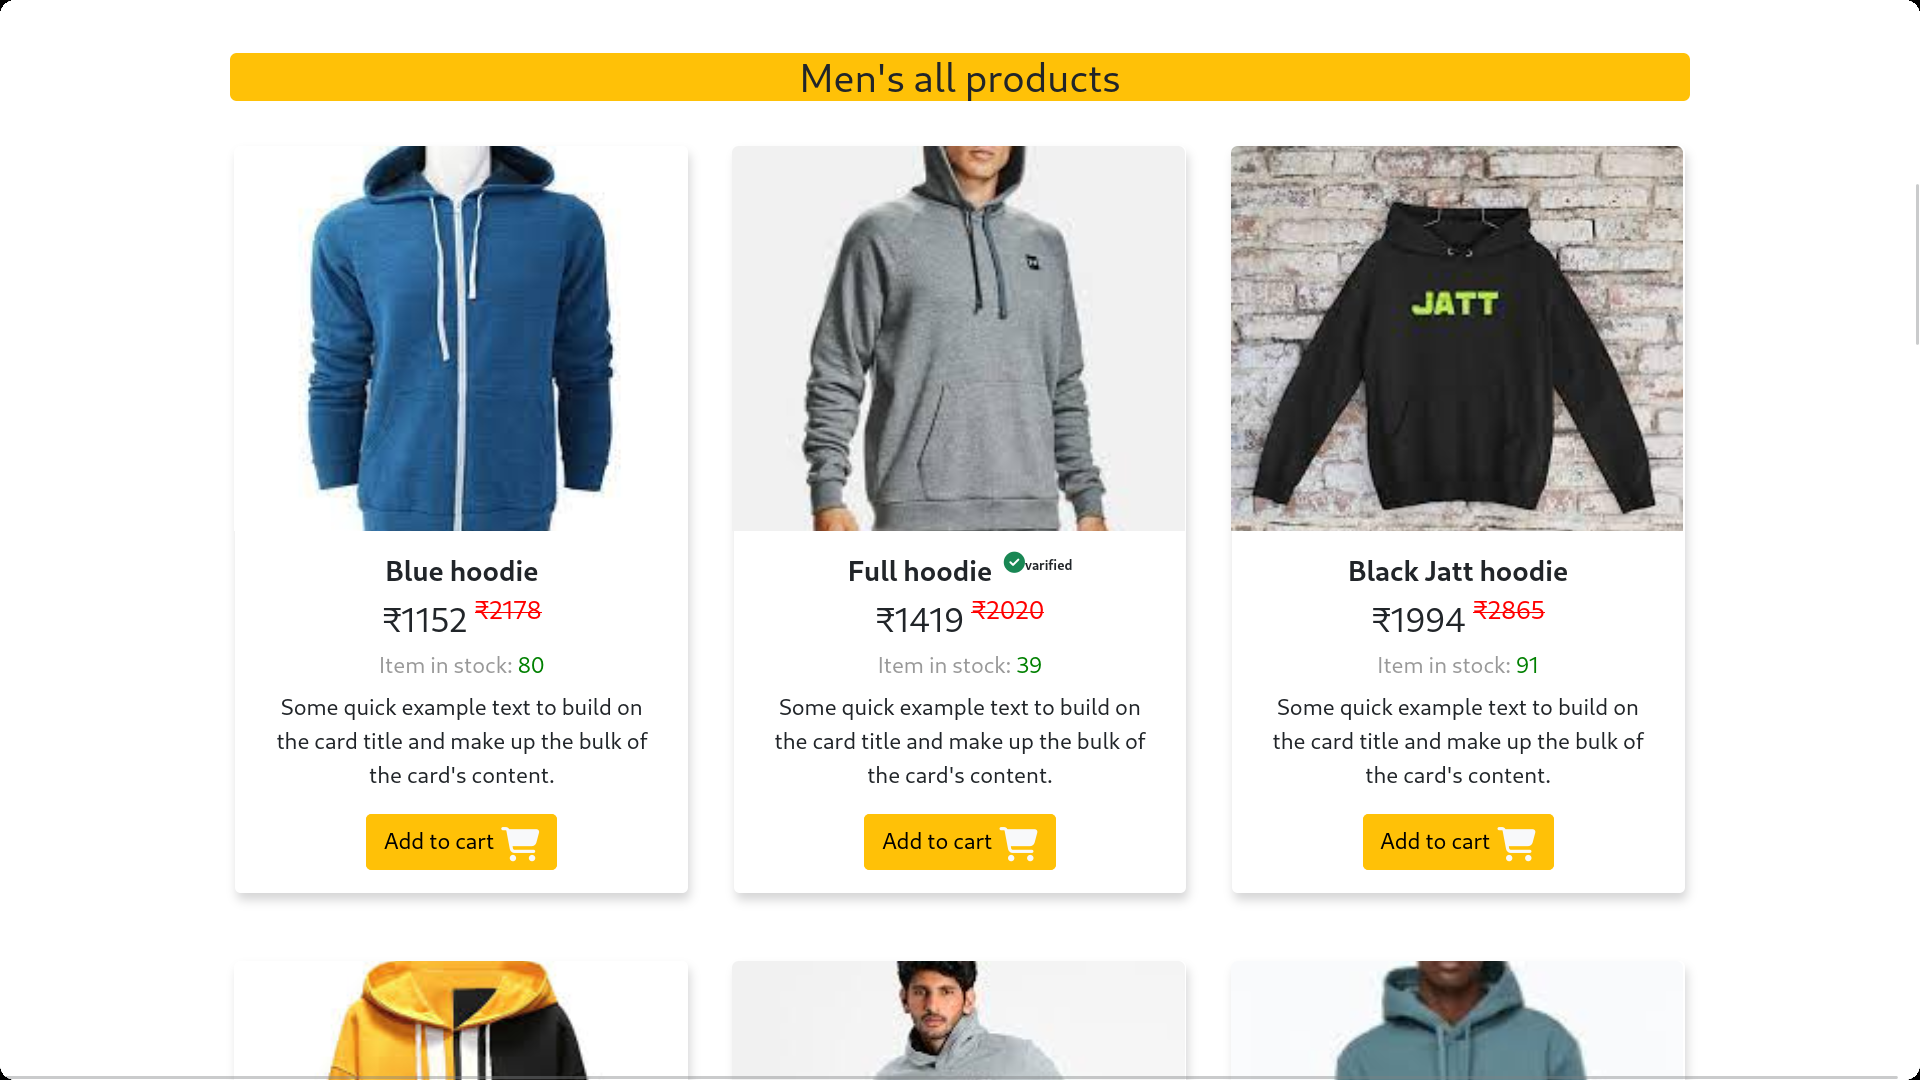 Men's all products
JATT
Blue hoodie
₹1152 ₹2178
Item in stock: 80
Some quick example text to build on
the card title and make up the bulk of
the card's content.
Add to cart
Full hoodie varified
₹1419 ₹2020
Item in stock: 39
Some quick example text to build on
the card title and make up the bulk of
the card's content.
Add to cart
Black Jatt hoodie
₹1994 ₹2865
Item in stock: 91
Some quick example text to build on
the card title and make up the bulk of
the card's content.
Add to cart